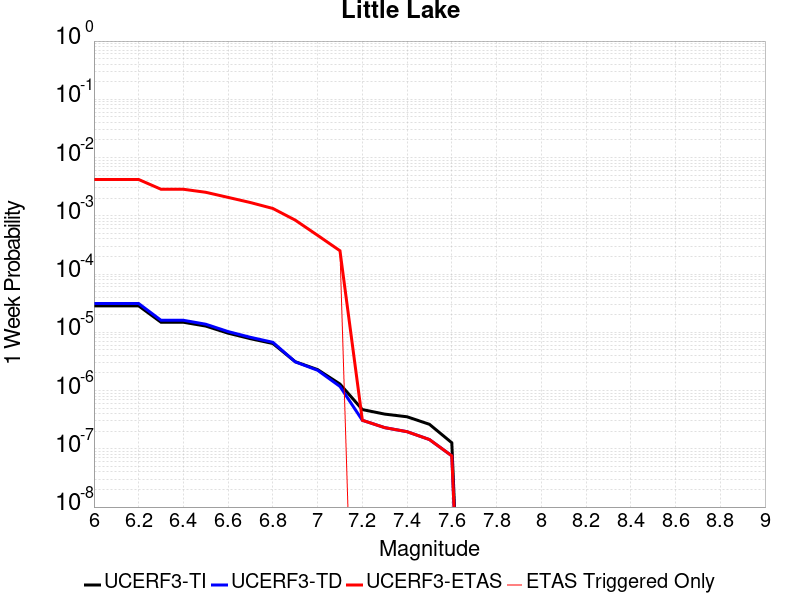 Little Lake
10^0
10^-1
10^-2
10^-3
10^-4
10^-5
10^-6
10^-7
10^-8
1 Week Probability
6 6.2 6.4 6.6 6.8 7 7.2 7.4 7.6 7.8 8 8.2 8.4 8.6 8.8 9
Magnitude
UCERF3-TI UCERF3-TD UCERF3-ETAS ETAS Triggered Only